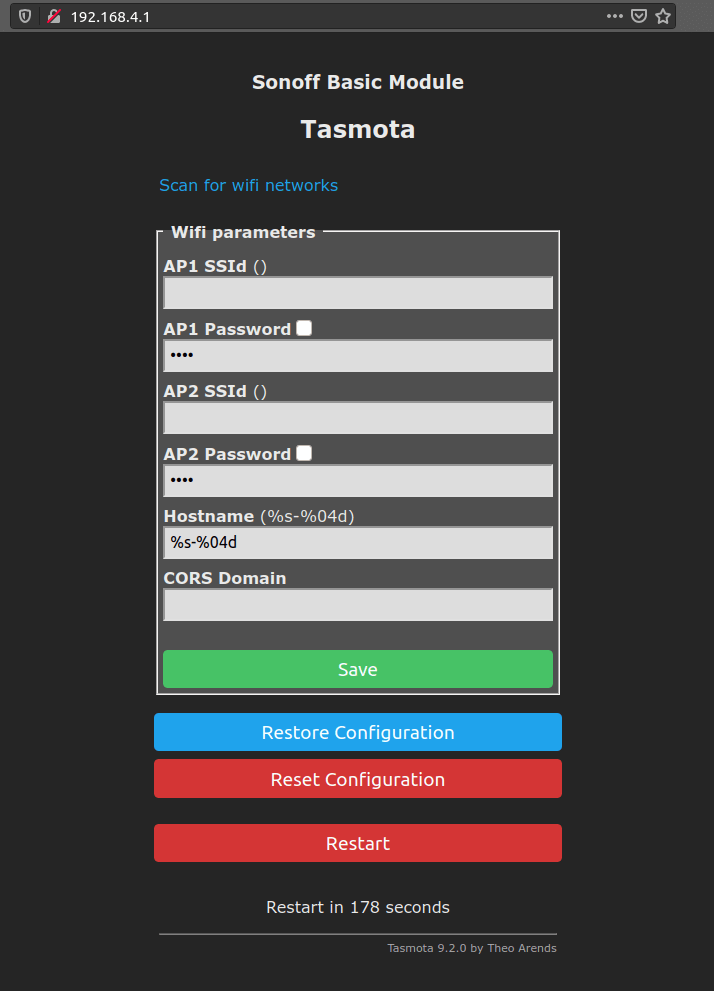 192.168.4.1
Sonoff Basic Module
Tasmota
Scan for wifi networks
Wifi parameters
AP1 SSId ()
AP1 Password
••••
AP2 SSId ()
AP2 Password
••••
Hostname (%s-%04d)
%s-%04d
CORS Domain
Save
Restore Configuration
Reset Configuration
Restart
Restart in 178 seconds
Tasmota 9.2.0 by Theo Arends